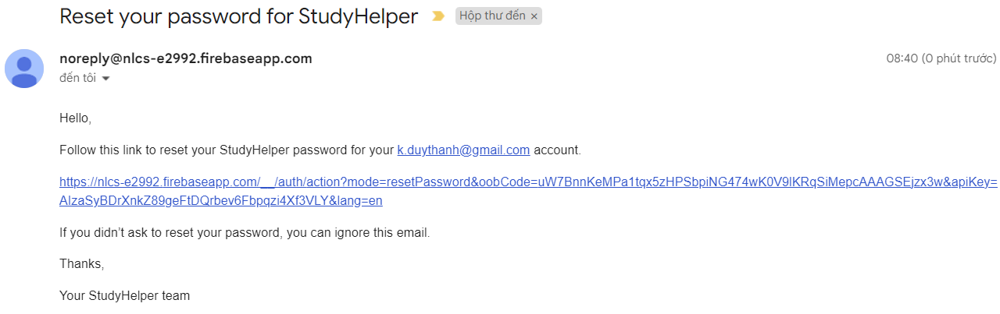 Reset your password for StudyHelper Hộp thư đến ×
noreply@nlcs-e2992.firebaseapp.com 08:40 (0 phút trước)
đến tôi
Hello,
Follow this link to reset your StudyHelper password for your k.duythanh@gmail.com account.
https://nlcs-e2992.firebaseapp.com/__/auth/action?mode=resetPassword&oobCode=uW7BnnKeMPa1tqx5zHPSbpiNG474wK0V9lKRqSiMepcAAAGSEjzx3w&apiKey=
AIzaSyBDrXnkZ89geFtDQrbev6Fbpqzi4Xf3VLY&lang=en
If you didn’t ask to reset your password, you can ignore this email.
Thanks,
Your StudyHelper team